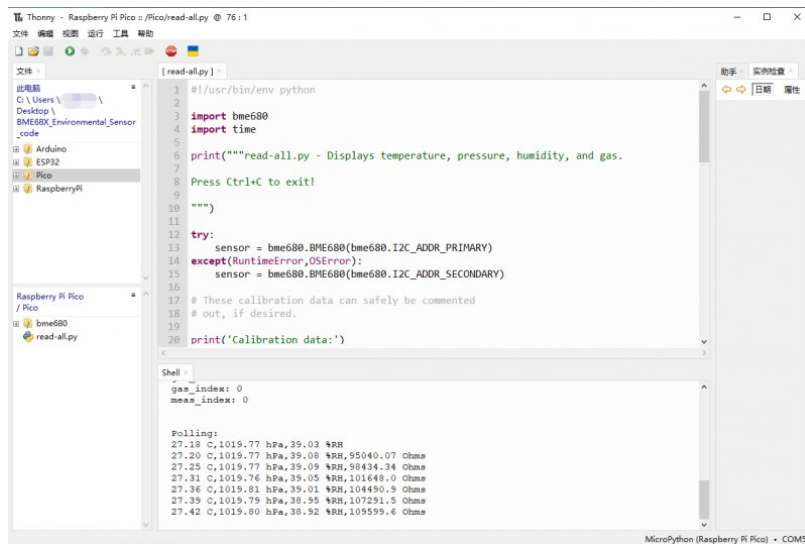 Thonny - Raspberry Pi Pico :: /Pico/read-all.py @ 76 : 1
文件 编辑 视图 运行 工具 帮助
文件
此电脑
C: \ Users \ \
Desktop \
BME68X_Environmental_Sensor
_code
Arduino
ESP32
Pico
RaspberryPi
Raspberry Pi Pico
/ Pico
bme680
read-all.py
[ read-all.py ]
1 #!/usr/bin/env python
2
3 import bme680
4 import time
5
6 print("""read-all.py - Displays temperature, pressure, humidity, and gas.
7
8 Press Ctrl+C to exit!
9
10 """)
11
12 try:
13 sensor = bme680.BME680(bme680.I2C_ADDR_PRIMARY)
14 except(RuntimeError,OSError):
15 sensor = bme680.BME680(bme680.I2C_ADDR_SECONDARY)
16
17 # These calibration data can safely be commented
18 # out, if desired.
19
20 print('Calibration data:')
Shell
gas_index: 0
meas_index: 0
Polling:
27.18 C,1019.77 hPa,39.03 %RH
27.20 C,1019.77 hPa,39.08 %RH,95040.07 Ohms
27.25 C,1019.77 hPa,39.09 %RH,98434.34 Ohms
27.31 C,1019.76 hPa,39.05 %RH,101648.0 Ohms
27.36 C,1019.81 hPa,39.01 %RH,104490.9 Ohms
27.39 C,1019.79 hPa,38.95 %RH,107291.5 Ohms
27.42 C,1019.80 hPa,38.92 %RH,109599.6 Ohms
助手 实例检查
日期 属性
MicroPython (Raspberry Pi Pico) • COM5